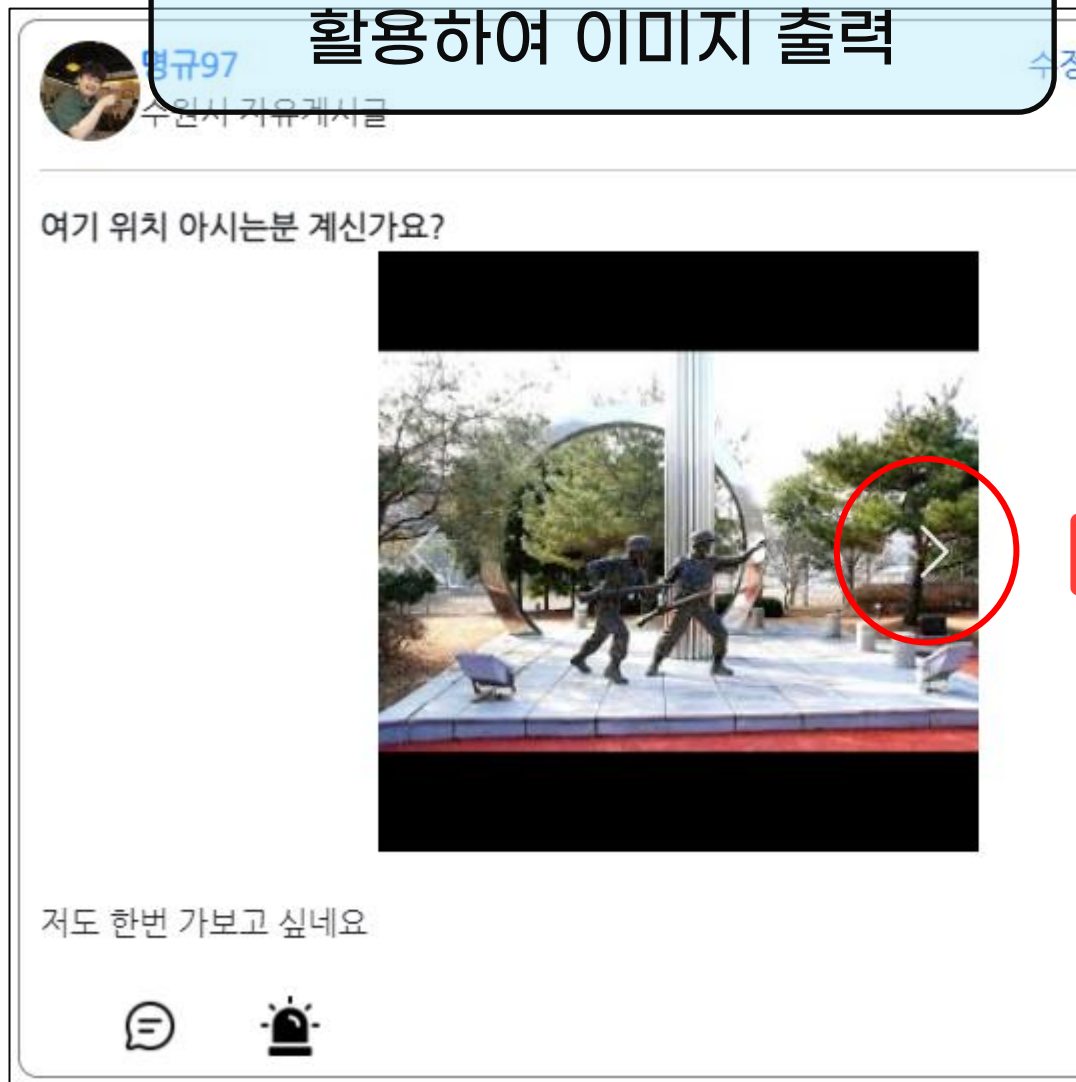 활용하여 이미지 출력
명규97
수원시 자유게시글
여기 위치 아시는분 계신가요?
저도 한번 가보고 싶네요